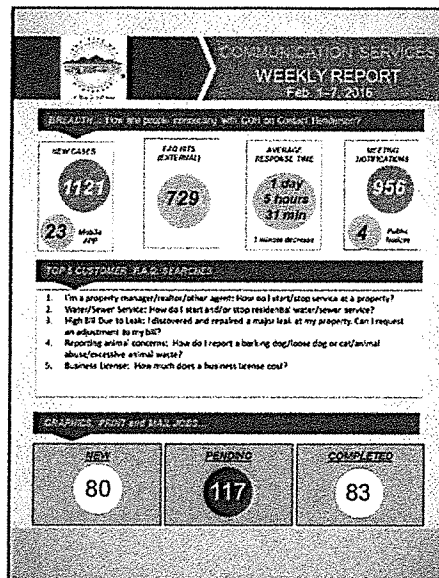 COMMUNICATION SERVICES
WEEKLY REPORT
Feb. 1-7, 2016
BREADTH... How are people connecting with COH on Contact Henderson?
NEW CASES
1121
23 Mobile APP
FAQ HITS
(EXTERNAL)
729
AVERAGE
RESPONSE TIME
1 day
5 hours
31 min
MEETING
NOTIFICATIONS
956
4 Public Notices
TOP 5 CUSTOMER F.A.Q. SEARCHES
1. I'm a property manager/realtor/other agent: How do I start/stop service at a property?
2. Water/Sewer Service: How do I start and/or stop residential water/sewer service?
3. High Bill Due to Leak: I discovered and repaired a major leak at my property. Can I request
an adjustment to my bill?
4. Reporting animal concerns: How do I report a barking dog/loose dog or cat/animal
abuse/excessive animal waste?
5. Business License: How much does a business license cost?
GRAPHICS, PRINT and MAIL JOBS...
NEW
80
PENDING
117
COMPLETED
83